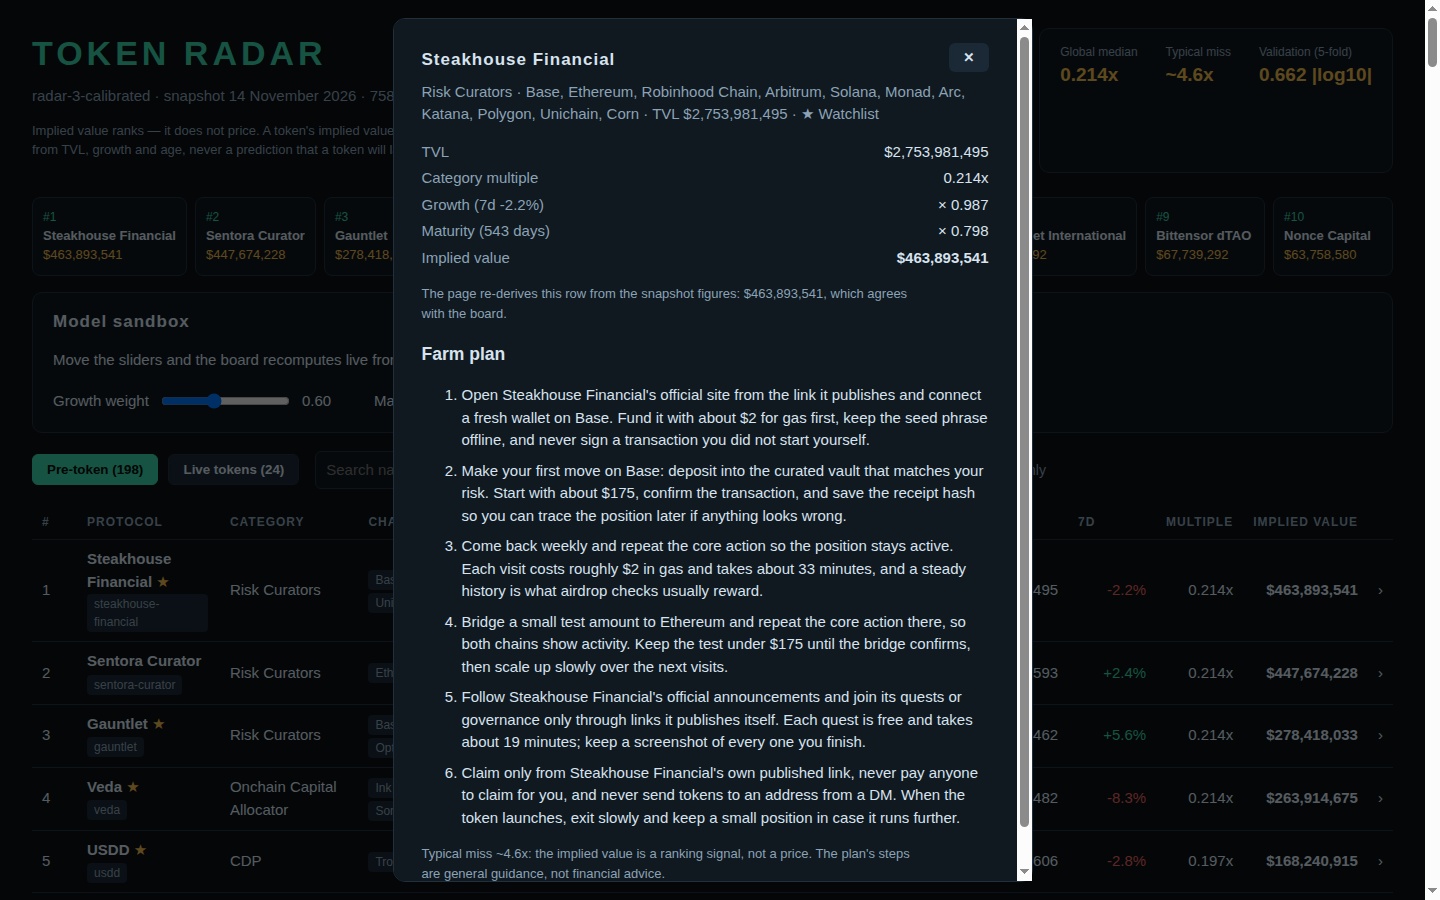 TOKEN RADAR
radar-3-calibrated · snapshot 14 November 2026 · 758
Implied value ranks — it does not price. A token's implied value
from TVL, growth and age, never a prediction that a token will
Global median
0.214x
Typical miss
~4.6x
Validation (5-fold)
0.662 |log10|
#1
Steakhouse Financial
$463,893,541
#2
Sentora Curator
$447,674,228
#3
Gauntlet
$278,418,
et International
92
#9
Bittensor dTAO
$67,739,292
#10
Nonce Capital
$63,758,580
Model sandbox
Move the sliders and the board recomputes live fro
Growth weight 0.60 Ma
Pre-token (198) Live tokens (24) Search na
nly
# PROTOCOL CATEGORY CHA 7D MULTIPLE IMPLIED VALUE
1 Steakhouse Financial ★ steakhouse-financial Risk Curators Bas Uni 495 -2.2% 0.214x $463,893,541 ›
2 Sentora Curator sentora-curator Risk Curators Eth 593 +2.4% 0.214x $447,674,228 ›
3 Gauntlet ★ gauntlet Risk Curators Bas Opt 462 +5.6% 0.214x $278,418,033 ›
4 Veda ★ veda Onchain Capital Allocator Ink Sor 482 -8.3% 0.214x $263,914,675 ›
5 USDD ★ usdd CDP Tro 606 -2.8% 0.197x $168,240,915 ›
Steakhouse Financial ×
Risk Curators · Base, Ethereum, Robinhood Chain, Arbitrum, Solana, Monad, Arc,
Katana, Polygon, Unichain, Corn · TVL $2,753,981,495 · ★ Watchlist
TVL $2,753,981,495
Category multiple 0.214x
Growth (7d -2.2%) × 0.987
Maturity (543 days) × 0.798
Implied value $463,893,541
The page re-derives this row from the snapshot figures: $463,893,541, which agrees
with the board.
Farm plan
1. Open Steakhouse Financial's official site from the link it publishes and connect
a fresh wallet on Base. Fund it with about $2 for gas first, keep the seed phrase
offline, and never sign a transaction you did not start yourself.
2. Make your first move on Base: deposit into the curated vault that matches your
risk. Start with about $175, confirm the transaction, and save the receipt hash
so you can trace the position later if anything looks wrong.
3. Come back weekly and repeat the core action so the position stays active.
Each visit costs roughly $2 in gas and takes about 33 minutes, and a steady
history is what airdrop checks usually reward.
4. Bridge a small test amount to Ethereum and repeat the core action there, so
both chains show activity. Keep the test under $175 until the bridge confirms,
then scale up slowly over the next visits.
5. Follow Steakhouse Financial's official announcements and join its quests or
governance only through links it publishes itself. Each quest is free and takes
about 19 minutes; keep a screenshot of every one you finish.
6. Claim only from Steakhouse Financial's own published link, never pay anyone
to claim for you, and never send tokens to an address from a DM. When the
token launches, exit slowly and keep a small position in case it runs further.
Typical miss ~4.6x: the implied value is a ranking signal, not a price. The plan's steps
are general guidance, not financial advice.